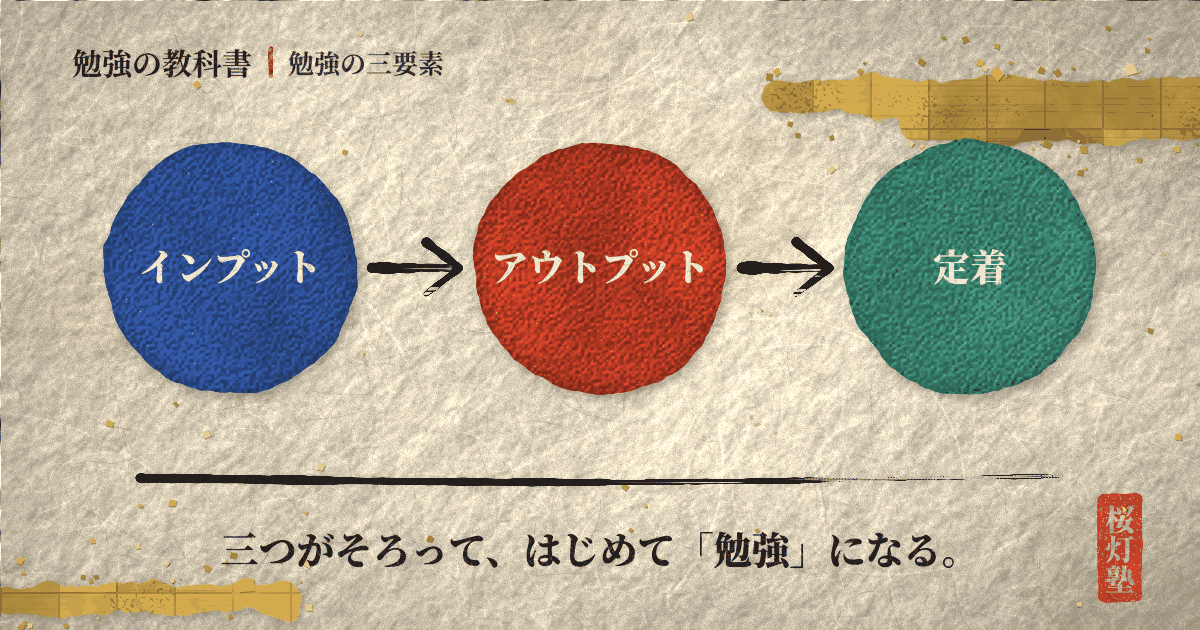 勉強の教科書 | 勉強の三要素
インプット
アウトプット
定着
三つがそろって、はじめて「勉強」になる。
桜灯塾